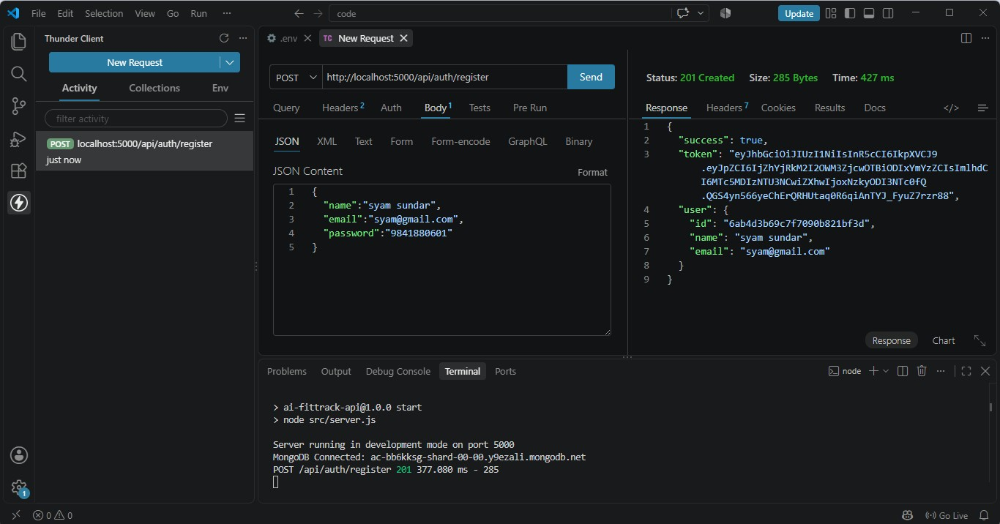 File Edit Selection View Go Run ··· code Update
Thunder Client
New Request
Activity Collections Env
filter activity
POST localhost:5000/api/auth/register
just now
.env TC New Request
POST http://localhost:5000/api/auth/register Send
Query Headers 2 Auth Body 1 Tests Pre Run
JSON XML Text Form Form-encode GraphQL Binary
JSON Content Format
1 {
2 "name":"syam sundar",
3 "email":"syam@gmail.com",
4 "password":"9841880601"
5 }
Status: 201 Created Size: 285 Bytes Time: 427 ms
Response Headers 7 Cookies Results Docs </>
1 {
2 "success": true,
3 "token": "eyJhbGciOiJIUzI1NiIsInR5cCI6IkpXVCJ9
.eyJpZCI6IjZhYjRkM2I2OWM3ZjcwOTBiODIxYmYzZCIsImlhdC
I6MTc5MDIzNTU3NCwiZXhwIjoxNzkyODI3NTc0fQ
.QGS4yn566yeChErQRHUtaq0R6qiAnTYJ_FyuZ7rzr88",
4 "user": {
5 "id": "6ab4d3b69c7f7090b821bf3d",
6 "name": "syam sundar",
7 "email": "syam@gmail.com"
8 }
9 }
Response Chart
Problems Output Debug Console Terminal Ports node
> ai-fittrack-api@1.0.0 start
> node src/server.js
Server running in development mode on port 5000
MongoDB Connected: ac-bb6kksg-shard-00-00.y9ezali.mongodb.net
POST /api/auth/register 201 377.080 ms - 285
1
0 0 Go Live